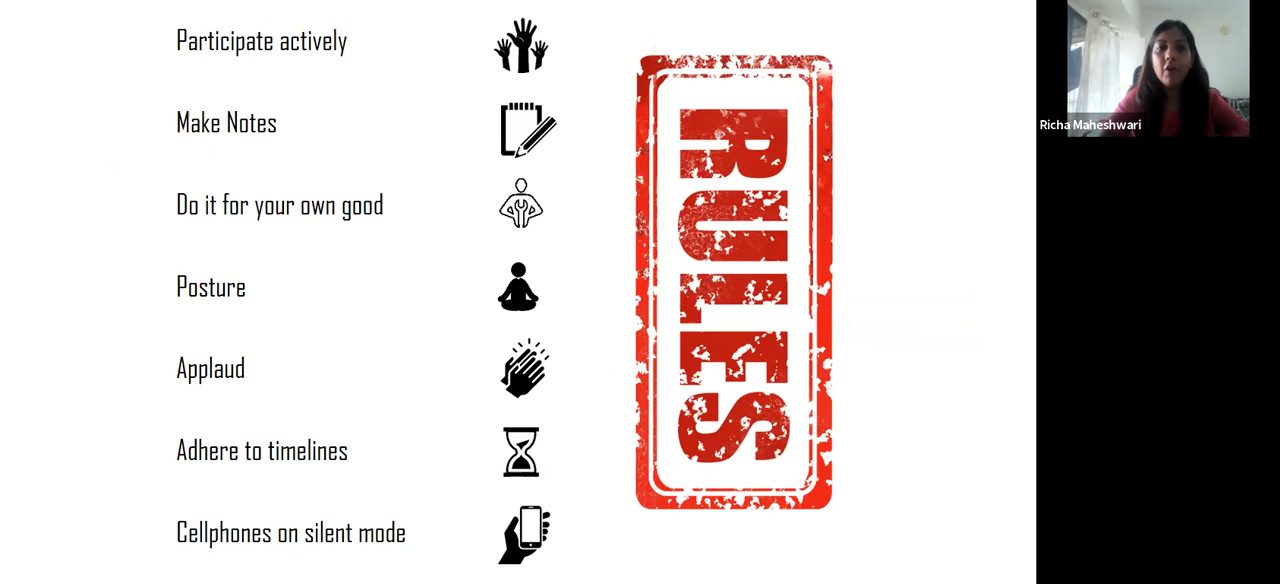 Participate actively
Make Notes
Do it for your own good
Posture
Applaud
Adhere to timelines
Cellphones on silent mode
RULES
Richa Maheshwari